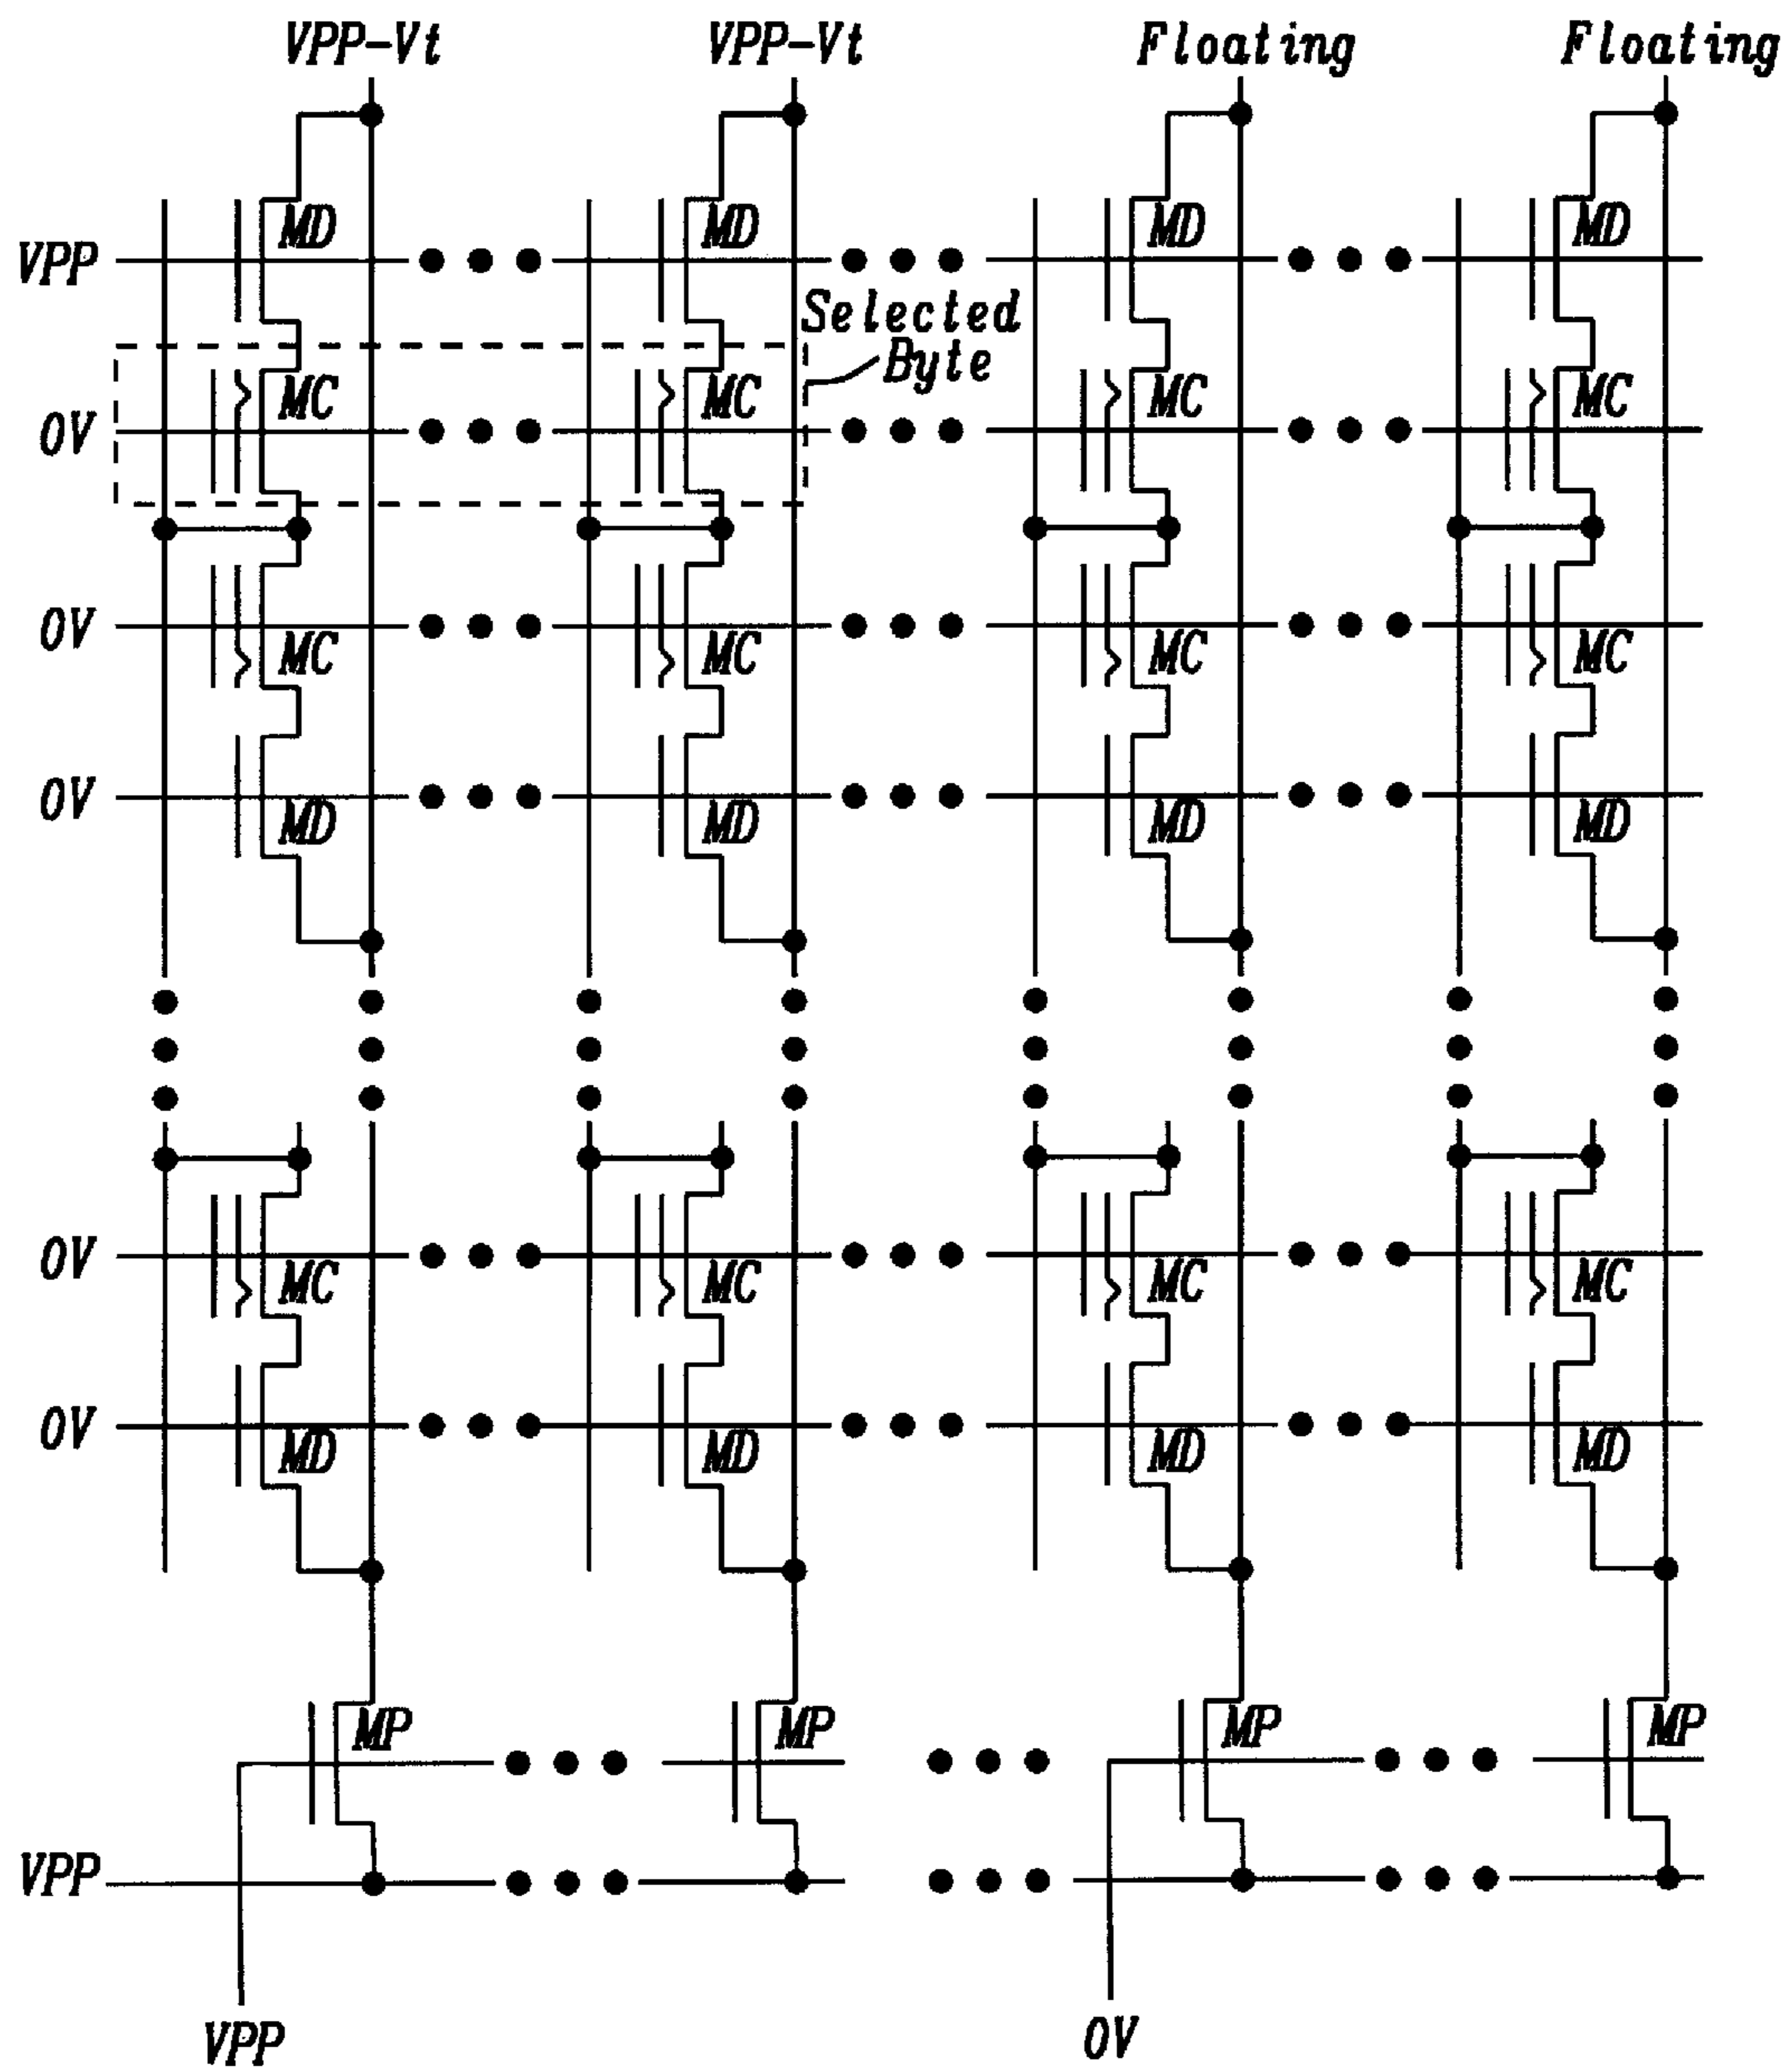 VPP-Vt VPP-Vt Floating Floating
VPP MD MD MD MD
Selected
Byte
0V MC MC MC MC
0V MC MC MC MC
0V MD MD MD MD
0V MC MC MC MC
0V MD MD MD MD
MP MP MP MP
VPP
VPP 0V